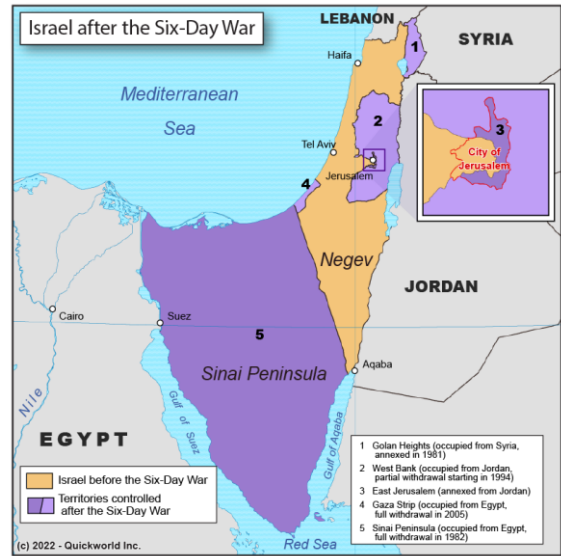 Israel after the Six-Day War
LEBANON
SYRIA
1
Haifa
Mediterranean
Sea
2
3
City of
Jerusalem
Tel Aviv
Jerusalem
4
Negev
JORDAN
Cairo
Suez
5
Sinai Peninsula
Aqaba
Nile
Gulf of Suez
Gulf of Aqaba
EGYPT
Israel before the Six-Day War
Territories controlled
after the Six-Day War
1 Golan Heights (occupied from Syria,
annexed in 1981)
2 West Bank (occupied from Jordan,
partial withdrawal starting in 1994)
3 East Jerusalem (annexed from Jordan)
4 Gaza Strip (occupied from Egypt,
full withdrawal in 2005)
5 Sinai Peninsula (occupied from Egypt,
full withdrawal in 1982)
Red Sea
(c) 2022 - Quickworld Inc.